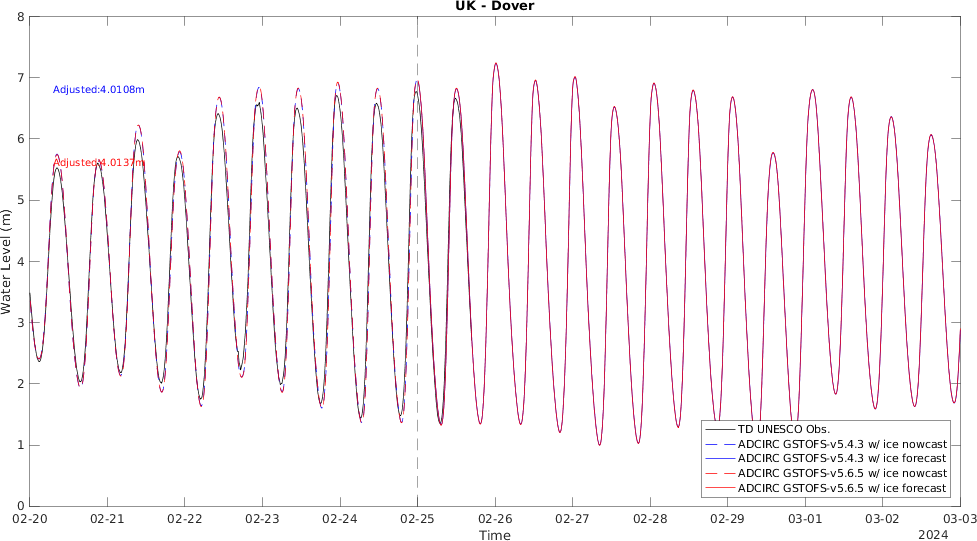 UK - Dover
8
7
6
5
4
3
2
1
0
Water Level (m)
Adjusted:4.0108m
Adjusted:4.0137m
TD UNESCO Obs.
ADCIRC GSTOFS-v5.4.3 w/ ice nowcast
ADCIRC GSTOFS-v5.4.3 w/ ice forecast
ADCIRC GSTOFS-v5.6.5 w/ ice nowcast
ADCIRC GSTOFS-v5.6.5 w/ ice forecast
02-20 02-21 02-22 02-23 02-24 02-25 02-26 02-27 02-28 02-29 03-01 03-02 03-03
Time
2024